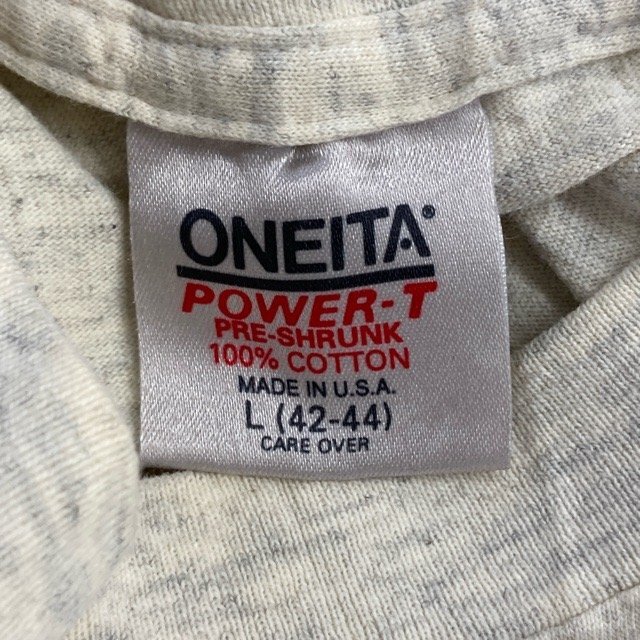 ONEITA®
POWER-T
PRE-SHRUNK
100% COTTON
MADE IN U.S.A.
L (42-44)
CARE OVER